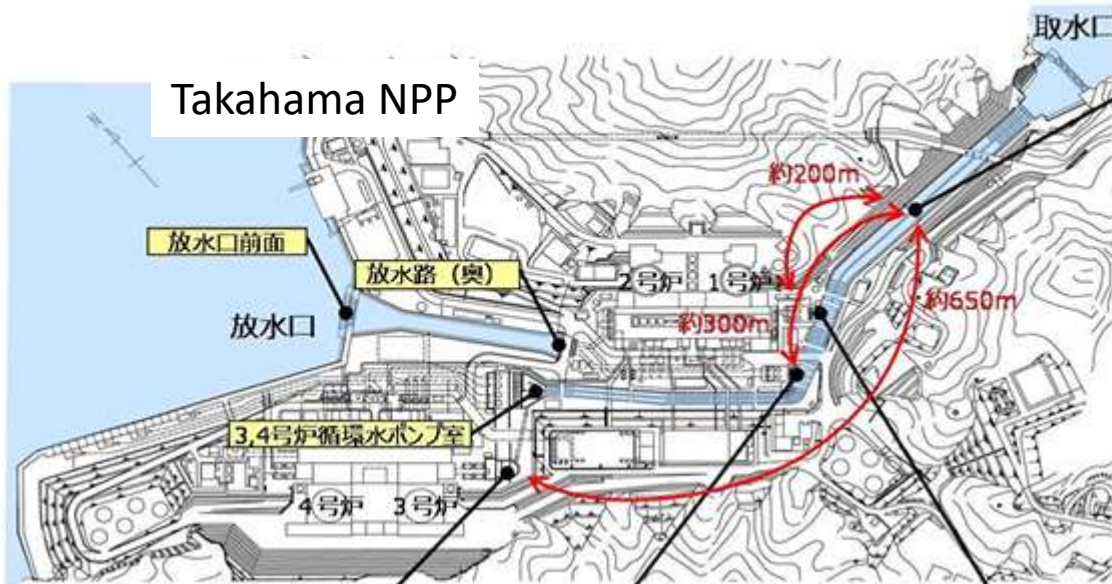 取水口
Takahama NPP
約200m
放水口前面
放水路（奥）
2号炉
1号炉
放水口
約300m
約650m
3,4号炉循環水ポンプ室
4号炉
3号炉